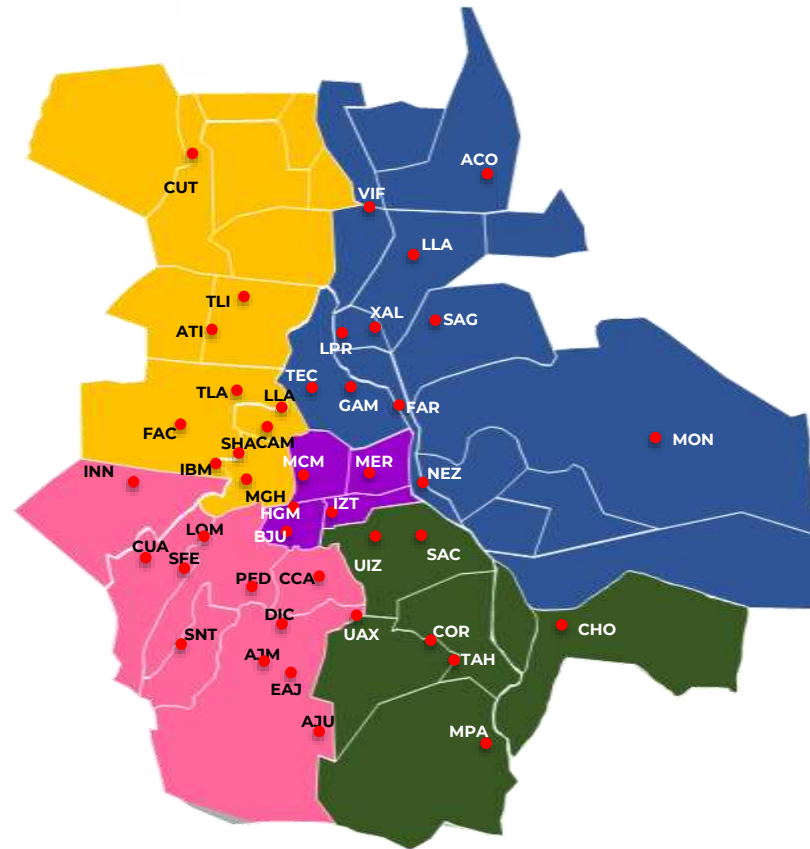 ACO
CUT
VIF
LLA
TLI
XAL
SAG
ATI
LPR
TEC
TLA
LLA
GAM
FAR
FAC
SHA
CAM
MON
IBM
MCM
MER
INN
NEZ
MGH
HGM
IZT
LOM
BJU
CUA
SFE
UIZ
SAC
PED
CCA
DIC
UAX
COR
CHO
SNT
AJM
TAH
EAJ
AJU
MPA